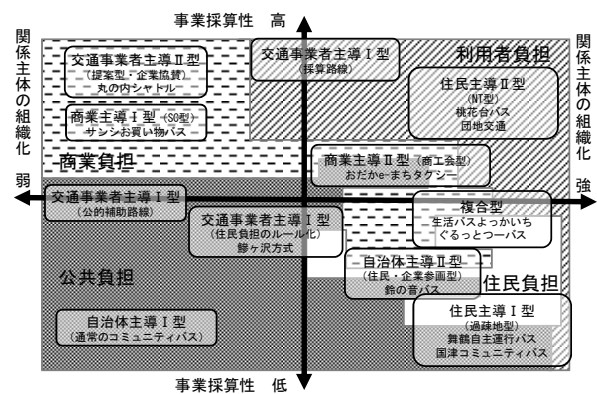 事業採算性 高
関係主体の組織化 弱
関係主体の組織化 強
交通事業者主導Ⅱ型
(提案型・企業協賛)
丸の内シャトル
交通事業者主導Ⅰ型
(採算路線)
利用者負担
住民主導Ⅱ型
(NT型)
桃花台バス
団地交通
商業主導Ⅰ型(SC型)
サンシお買い物バス
商業負担
商業主導Ⅱ型(商工会型)
おだかe-まちタクシー
交通事業者主導Ⅰ型
(公的補助路線)
交通事業者主導Ⅰ型
(住民負担のルール化)
鰺ヶ沢方式
複合型
生活バスよっかいち
ぐるっとつーバス
公共負担
自治体主導Ⅱ型
(住民・企業参画型)
鈴の音バス
住民負担
自治体主導Ⅰ型
(通常のコミュニティバス)
住民主導Ⅰ型
(過疎地型)
舞鶴自主運行バス
国津コミュニティバス
事業採算性 低